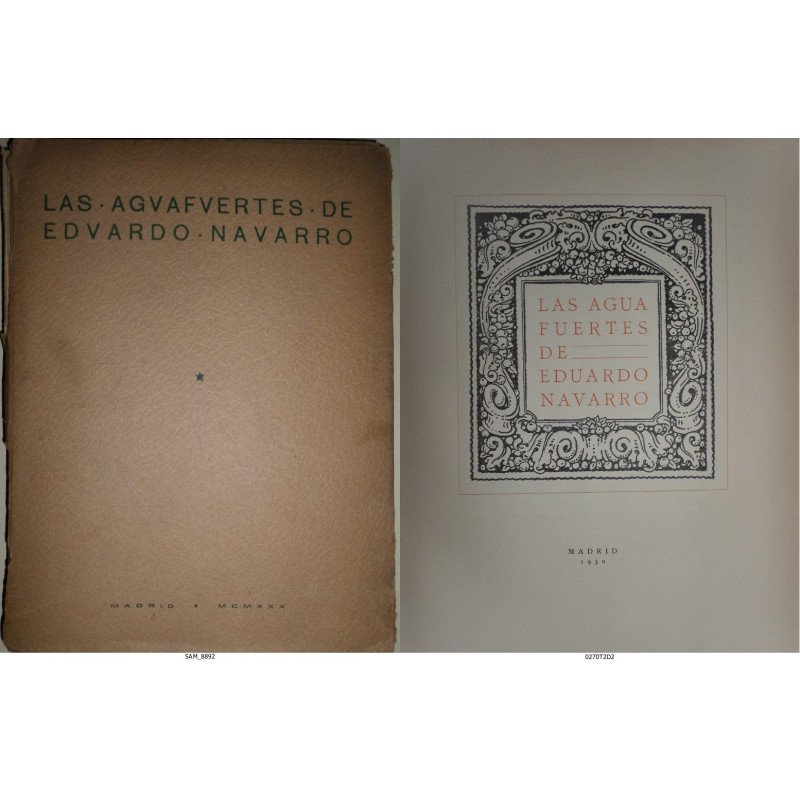 LAS · AGVAFVERTES · DE
EDVARDO · NAVARRO
MADRID • MCMXXX
SAM_8892
LAS AGUA
FUERTES
DE
EDUARDO
NAVARRO
MADRID
1930
0270T2D2